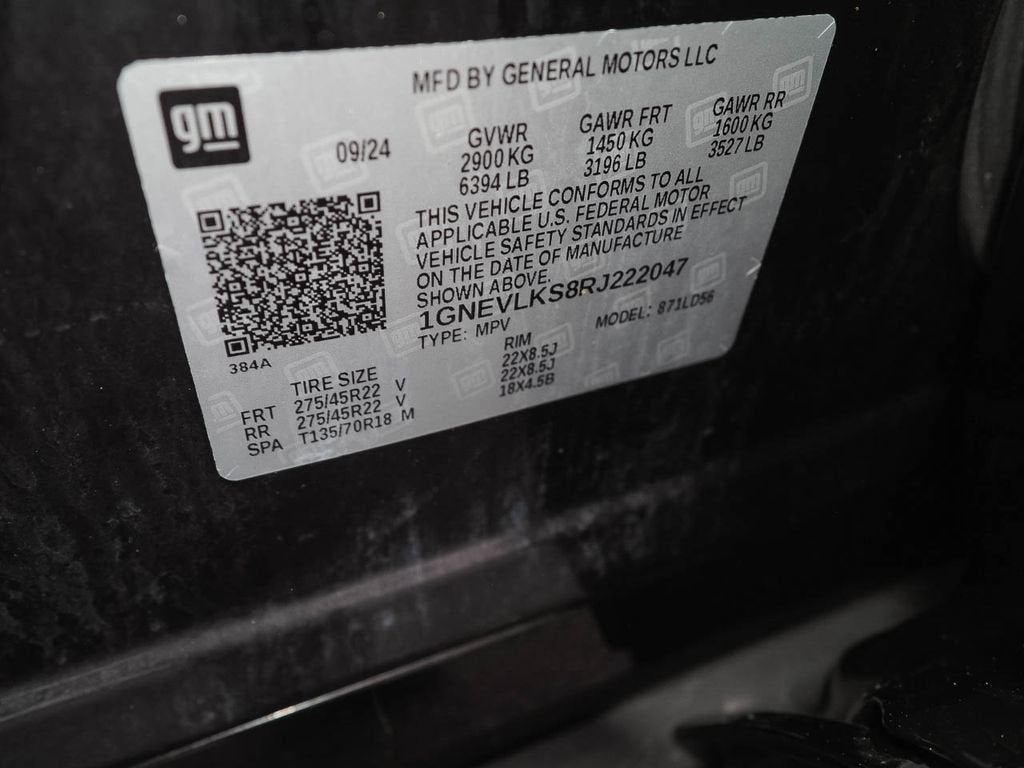 MFD BY GENERAL MOTORS LLC
gm
09/24
GVWR GAWR FRT GAWR RR
2900 KG 1450 KG 1600 KG
6394 LB 3196 LB 3527 LB
THIS VEHICLE CONFORMS TO ALL
APPLICABLE U.S. FEDERAL MOTOR
VEHICLE SAFETY STANDARDS IN EFFECT
ON THE DATE OF MANUFACTURE
SHOWN ABOVE.
1GNEVLKS8RJ222047
TYPE: MPV MODEL: 871LD56
384A
TIRE SIZE RIM
FRT 275/45R22 V 22X8.5J
RR 275/45R22 V 22X8.5J
SPA T135/70R18 M 18X4.5B